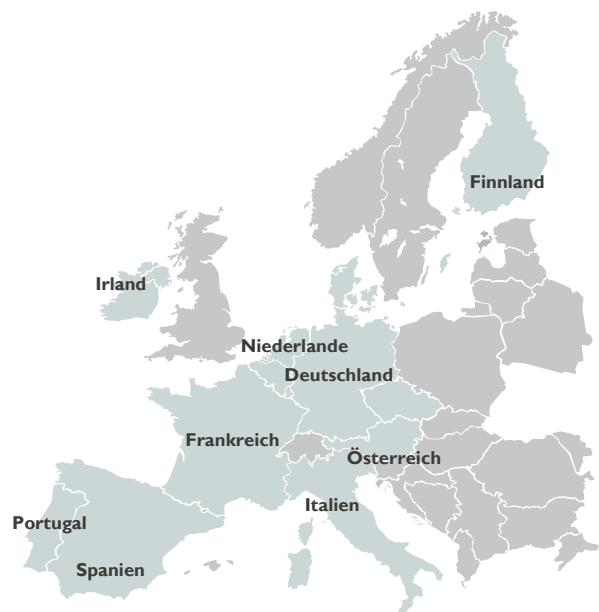 Finnland
Irland
Niederlande
Deutschland
Frankreich
Österreich
Italien
Portugal
Spanien